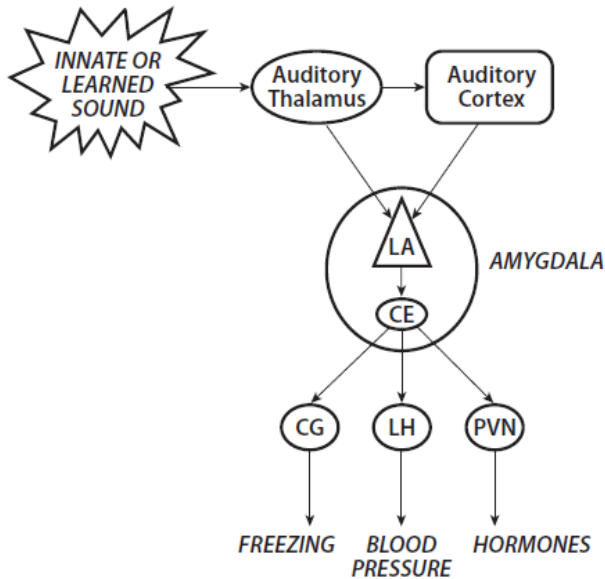 INNATE OR
LEARNED
SOUND
Auditory
Thalamus
Auditory
Cortex
LA
AMYGDALA
CE
CG
LH
PVN
FREEZING
BLOOD
PRESSURE
HORMONES